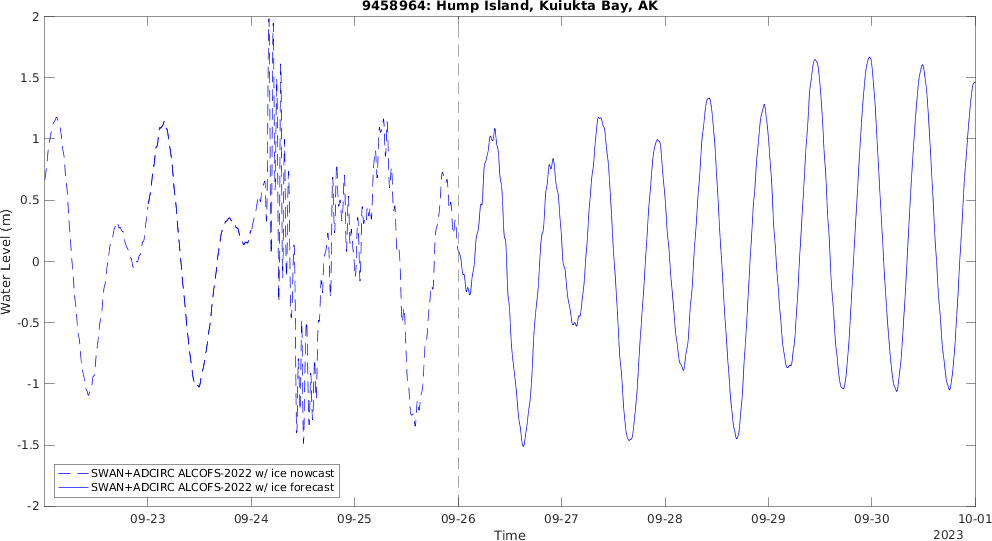 9458964: Hump Island, Kuiukta Bay, AK
2
1.5
1
0.5
0
-0.5
-1
-1.5
-2
Water Level (m)
SWAN+ADCIRC ALCOFS-2022 w/ ice nowcast
SWAN+ADCIRC ALCOFS-2022 w/ ice forecast
09-23 09-24 09-25 09-26 09-27 09-28 09-29 09-30 10-01
Time
2023